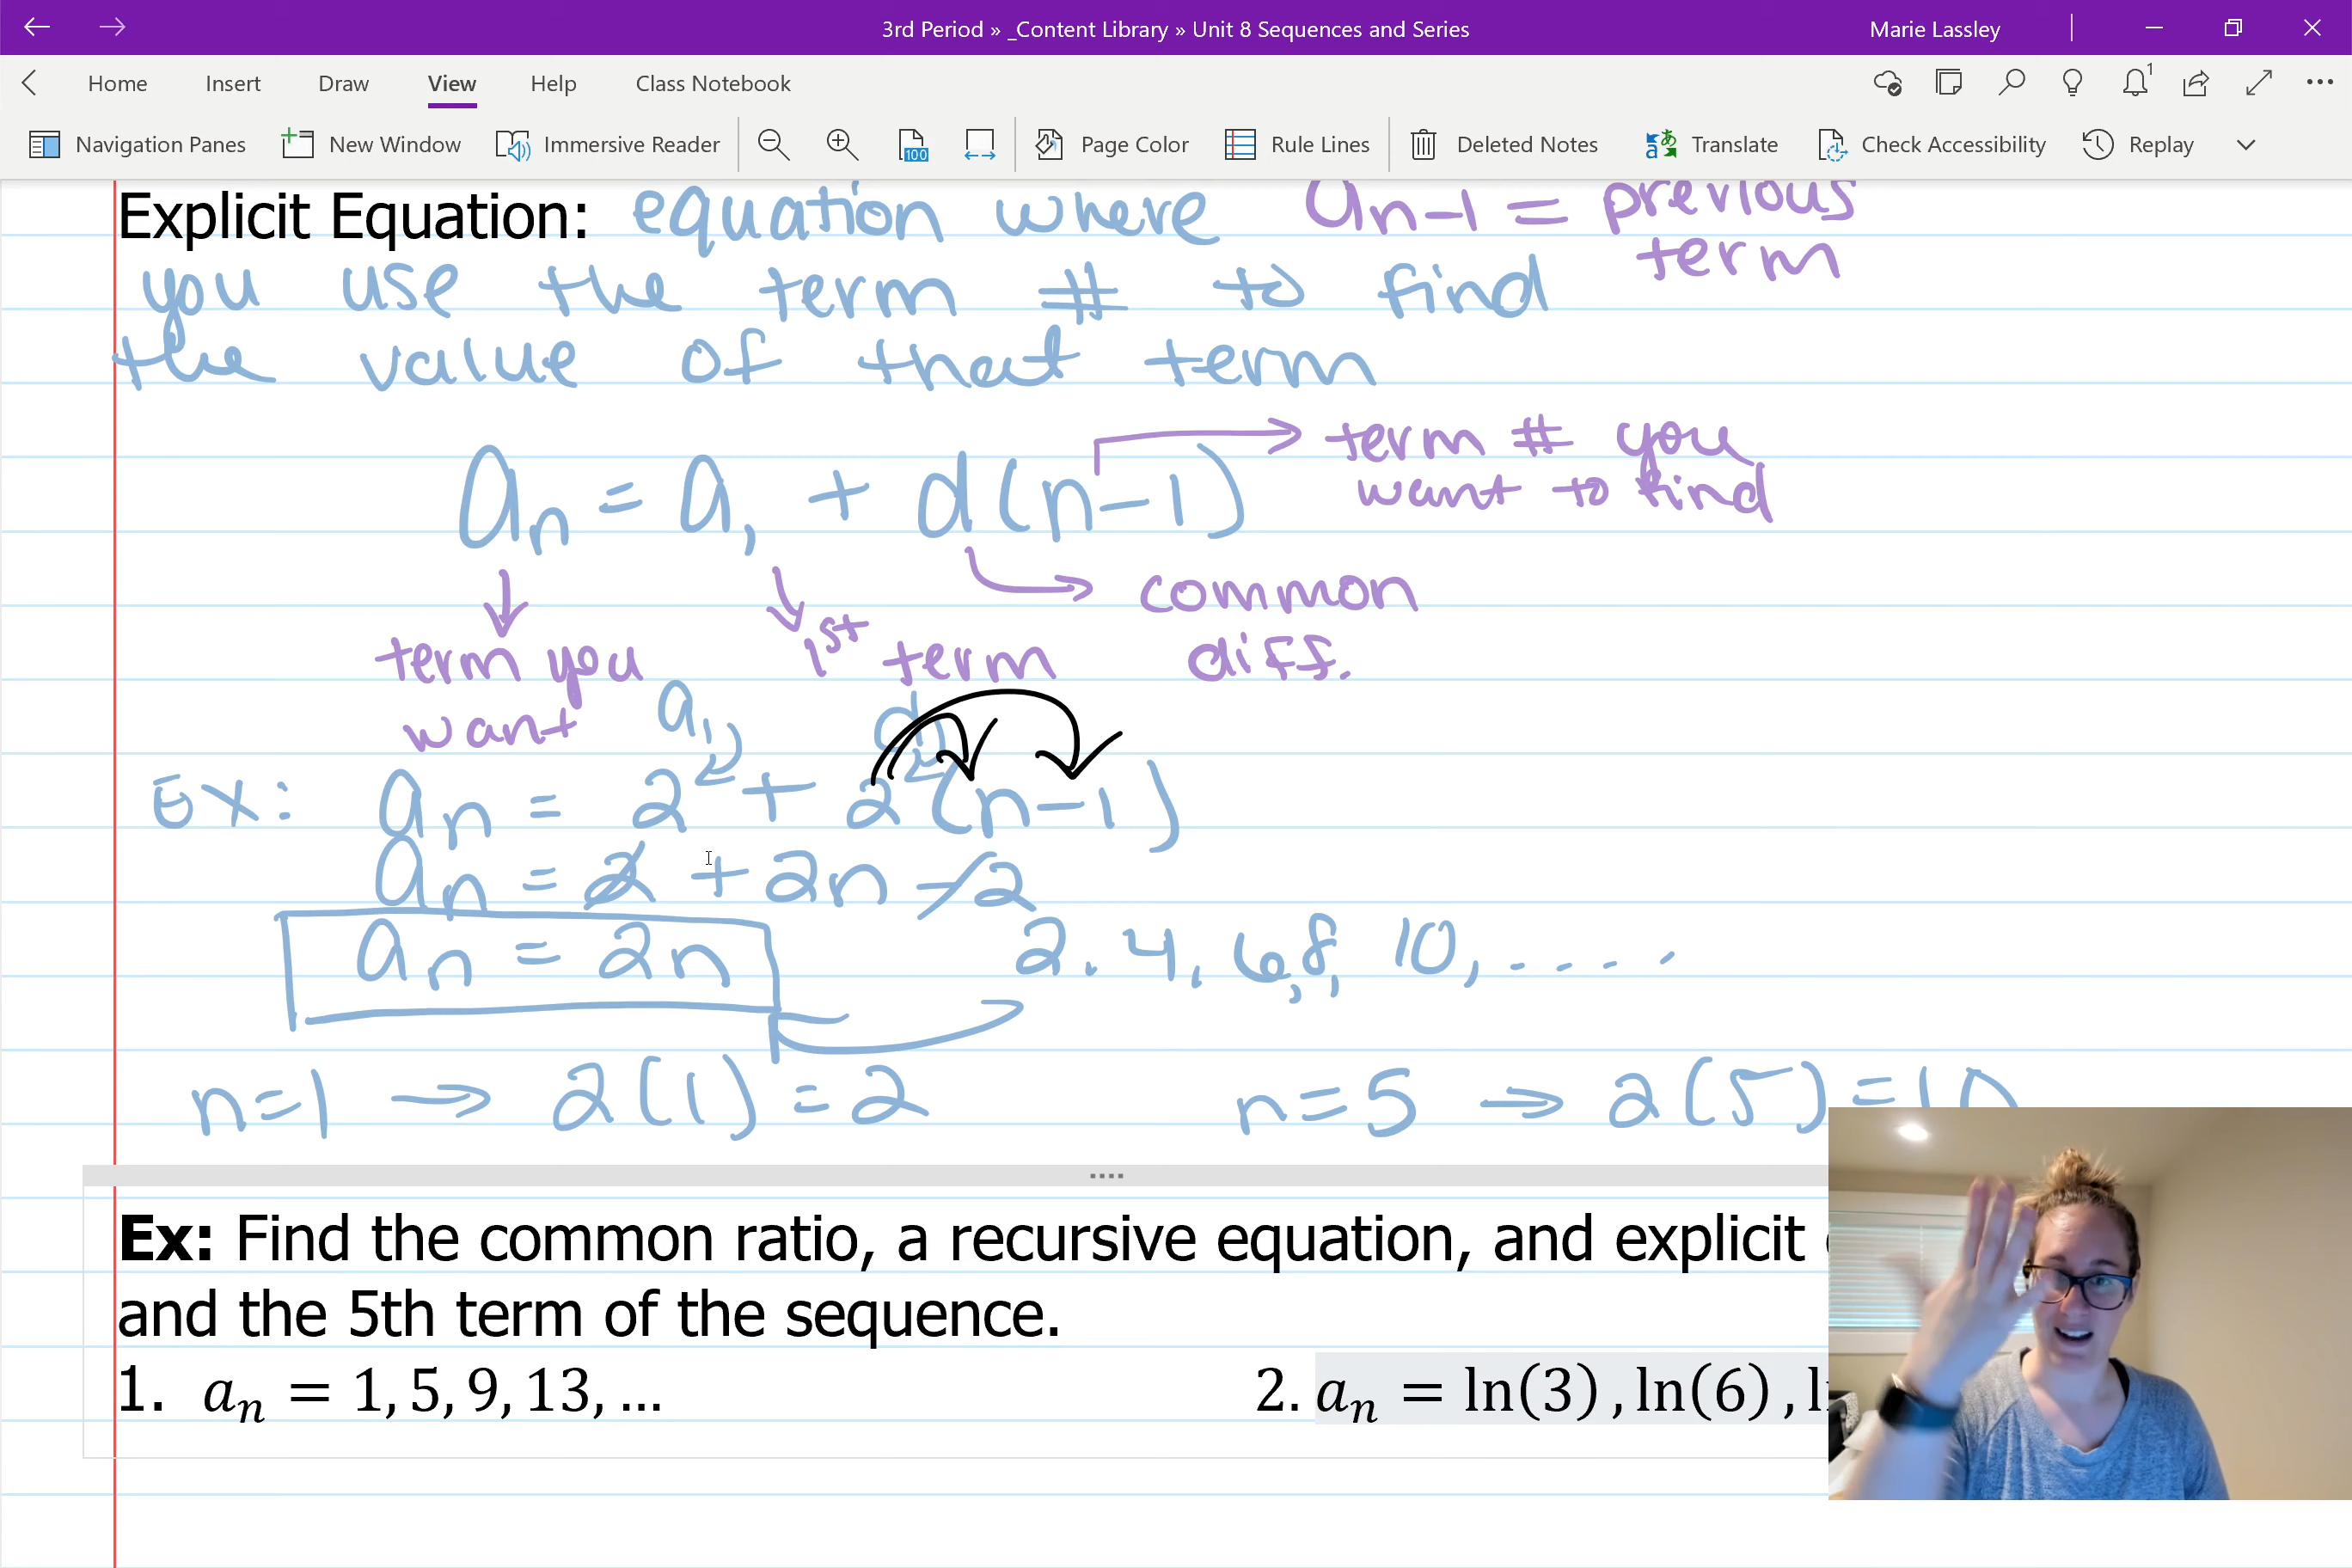 3rd Period » _Content Library » Unit 8 Sequences and Series
Marie Lassley
Home Insert Draw View Help Class Notebook
1
Navigation Panes New Window Immersive Reader 100 Page Color Rule Lines Deleted Notes Translate Check Accessibility Replay
Explicit Equation: equation where
you use the term # to find
the value of that term
aₙ₋₁ = previous
term
aₙ = a₁ + d(n-1)
term # you
want to find
common
diff.
1st term
term you
want
a₁ d
Ex: aₙ = 2 + 2(n-1)
aₙ = 2 + 2n - 2
aₙ = 2n
2, 4, 6, 8, 10, ....
n=1 → 2(1) = 2
n=5 → 2(5) = 10
Ex: Find the common ratio, a recursive equation, and explicit
and the 5th term of the sequence.
1. aₙ = 1, 5, 9, 13, ...
2. aₙ = ln(3), ln(6),